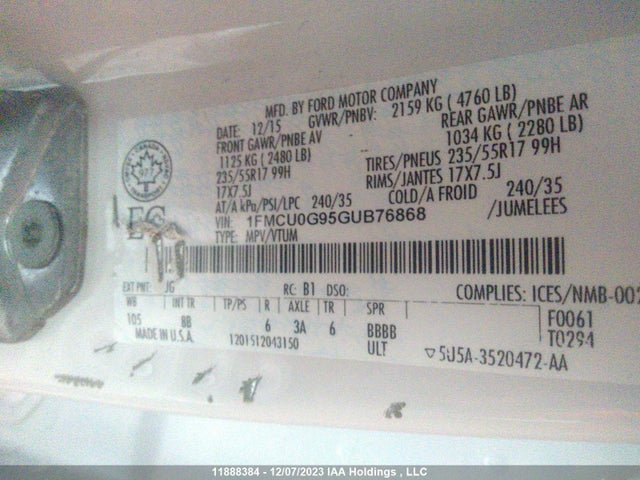 MFD. BY FORD MOTOR COMPANY
DATE: 12/15 GVWR/PNBV: 2159 KG ( 4760 LB)
FRONT GAWR/PNBE AV REAR GAWR/PNBE AR
1125 KG ( 2480 LB) 1034 KG ( 2280 LB)
235/55R17 99H TIRES/PNEUS 235/55R17 99H
17X7.5J RIMS/JANTES 17X7.5J
AT/A kPa/PSI/LPC 240/35 COLD/A FROID 240/35
VIN: 1FMCU0G95GUB76868 /JUMELEES
TYPE: MPV/VTUM
EXT PNT: JG RC: B1 DSO: COMPLIES: ICES/NMB-002
WB INT TR TP/PS R AXLE TR SPR F0061
105 BB 6 3A 6 BBBB T0294
MADE IN U.S.A. 1201512043150 ULT ▽5U5A-3520472-AA
11888384 - 12/07/2023 IAA Holdings , LLC